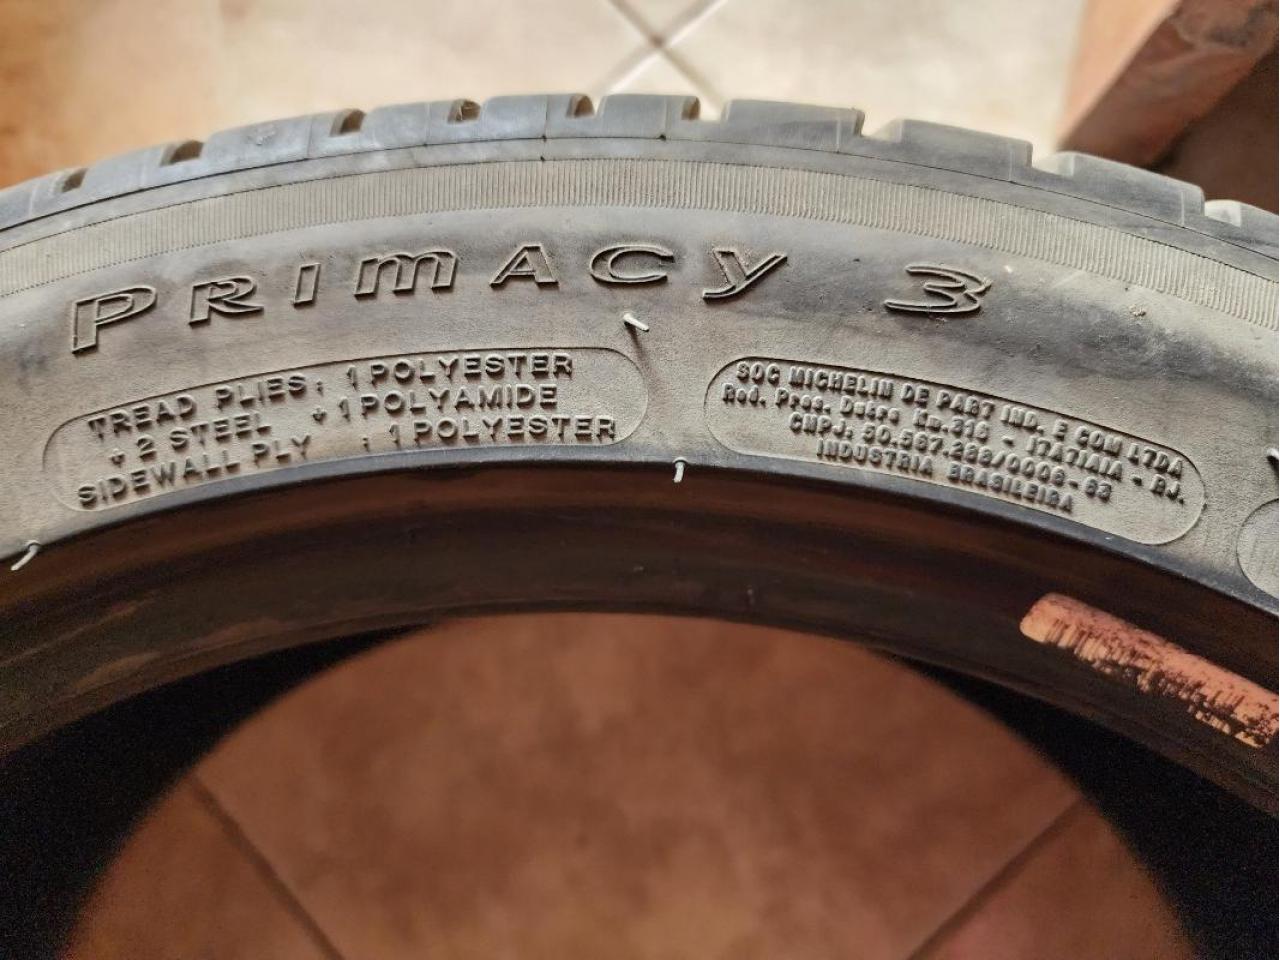 PRIMACY 3
TREAD PLIES: 1 POLYESTER
+ 2 STEEL + 1 POLYAMIDE
SIDEWALL PLY : 1 POLYESTER
SOC MICHELIN DE PART IND. E COM LTDA
Rod. Pres. Dutra Km.316 - ITATIAIA - RJ.
CNPJ: 50.567.288/0006-63
INDUSTRIA BRASILEIRA